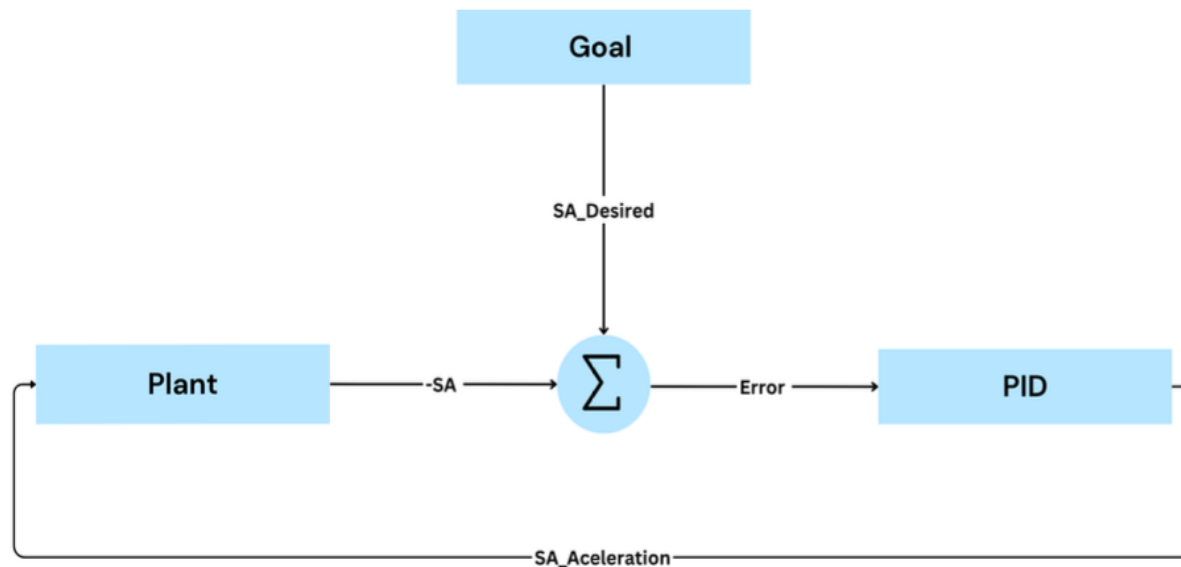 Goal
SA_Desired
Plant
-SA
∑
Error
PID
SA_Aceleration